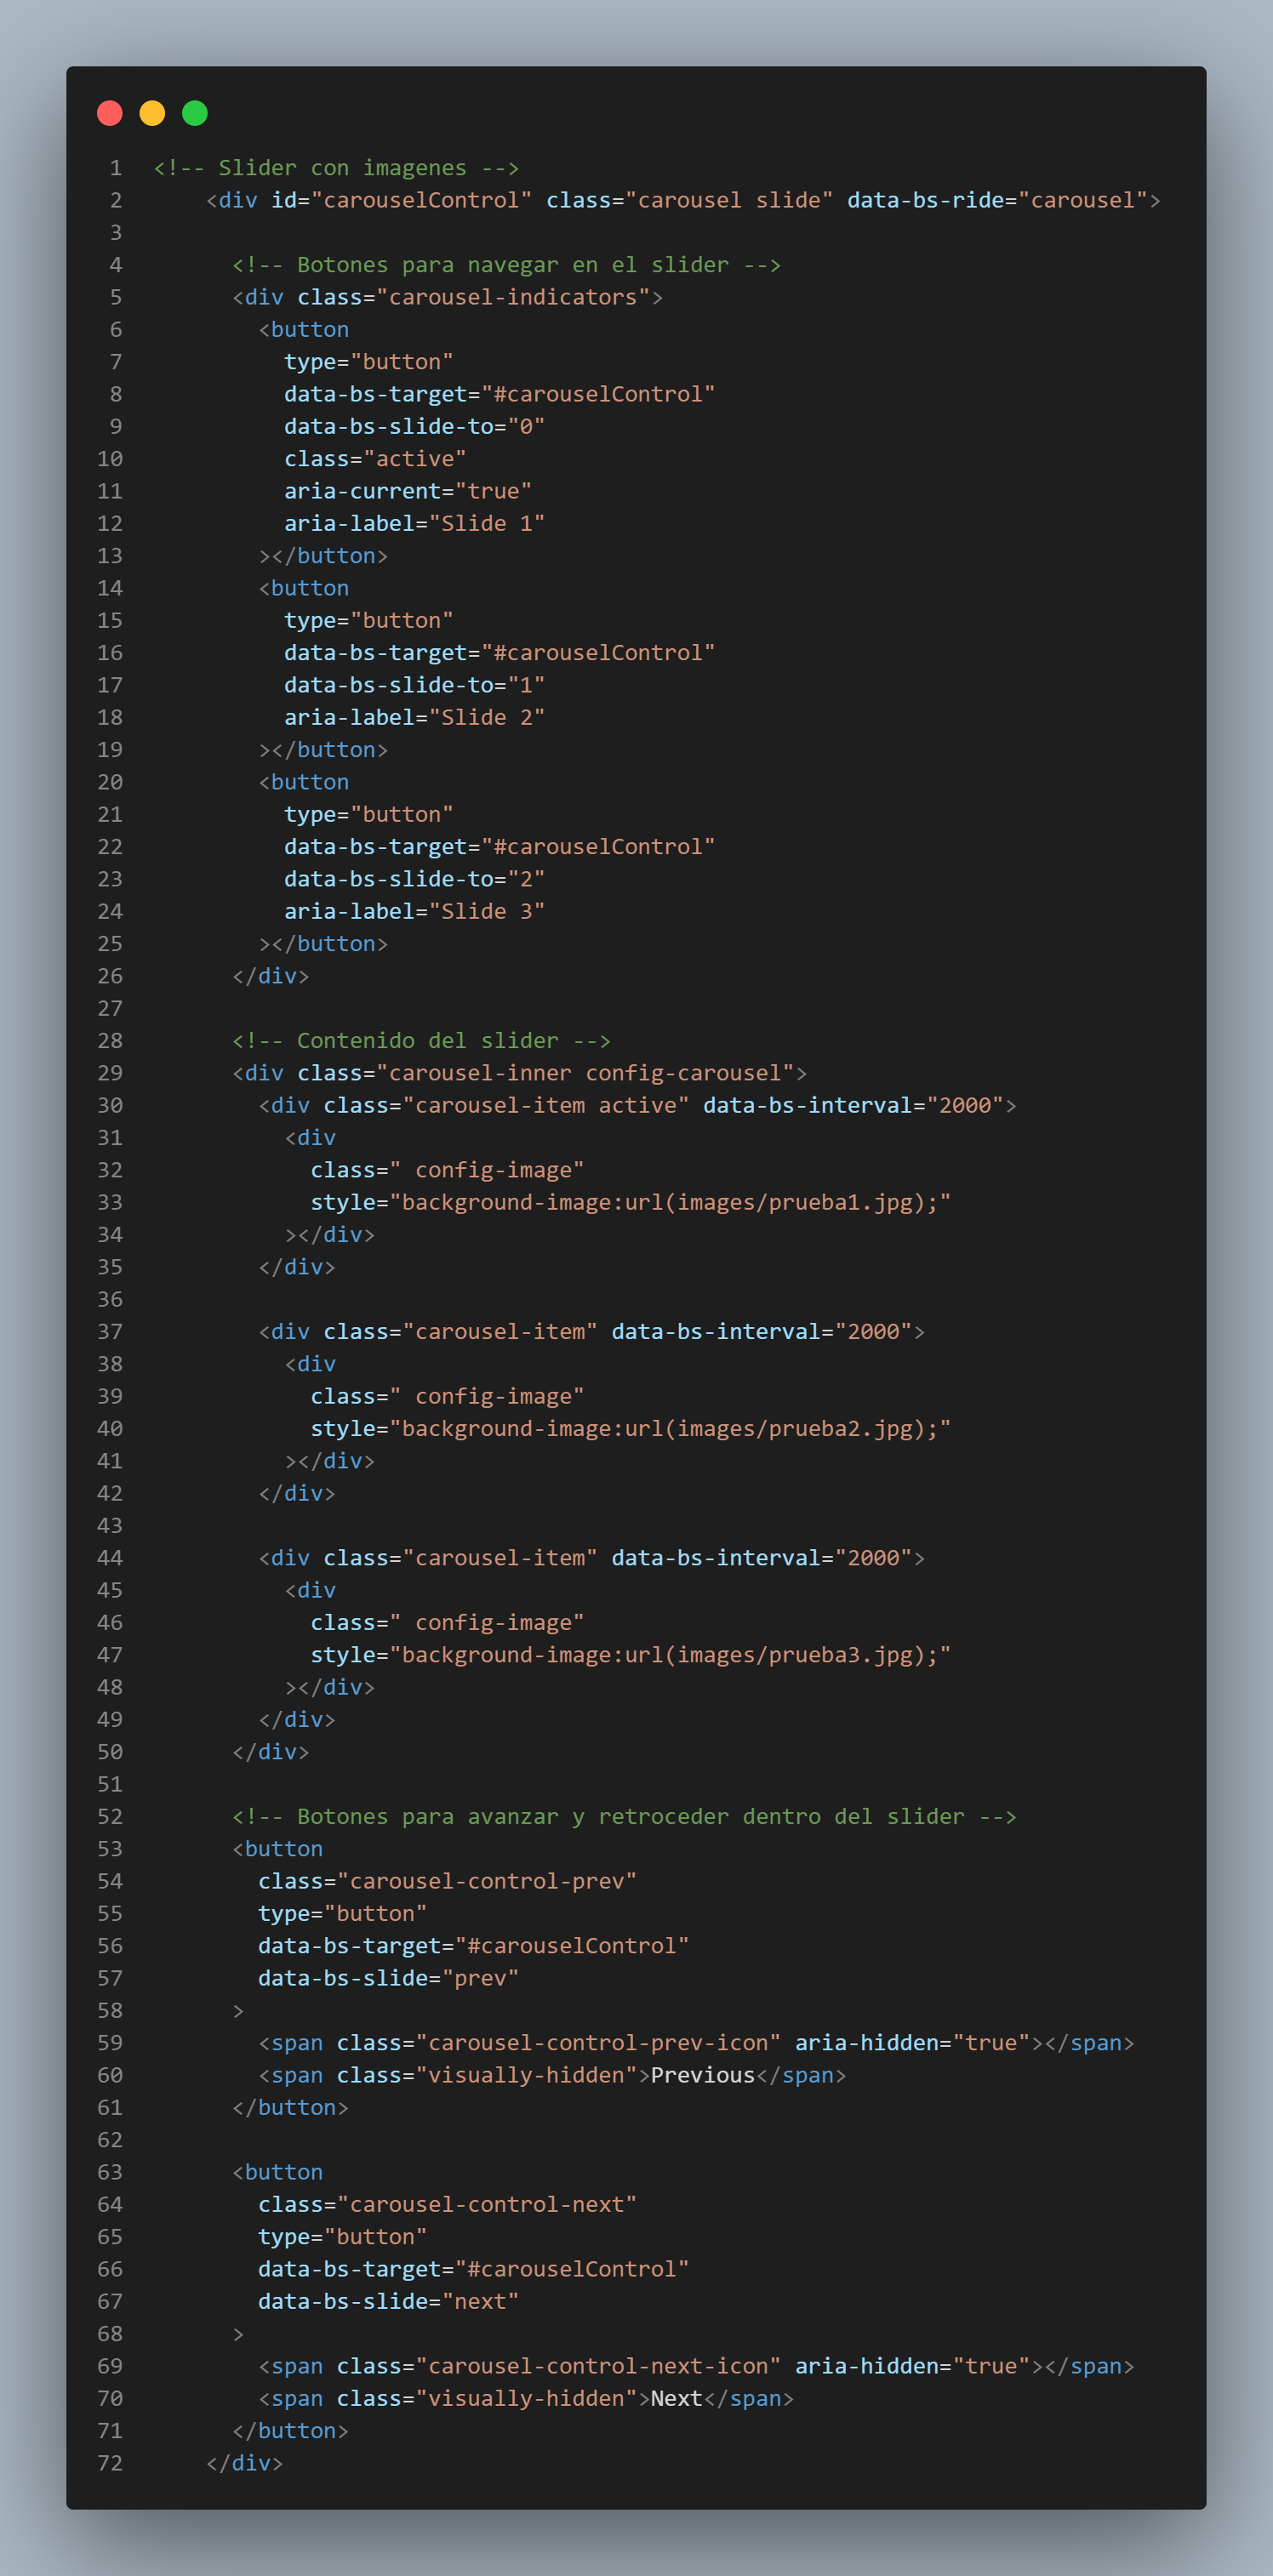 1 <!-- Slider con imagenes -->
2     <div id="carouselControl" class="carousel slide" data-bs-ride="carousel">
3
4       <!-- Botones para navegar en el slider -->
5       <div class="carousel-indicators">
6         <button
7           type="button"
8           data-bs-target="#carouselControl"
9           data-bs-slide-to="0"
10           class="active"
11           aria-current="true"
12           aria-label="Slide 1"
13         ></button>
14         <button
15           type="button"
16           data-bs-target="#carouselControl"
17           data-bs-slide-to="1"
18           aria-label="Slide 2"
19         ></button>
20         <button
21           type="button"
22           data-bs-target="#carouselControl"
23           data-bs-slide-to="2"
24           aria-label="Slide 3"
25         ></button>
26       </div>
27
28       <!-- Contenido del slider -->
29       <div class="carousel-inner config-carousel">
30         <div class="carousel-item active" data-bs-interval="2000">
31           <div
32             class=" config-image"
33             style="background-image:url(images/prueba1.jpg);"
34           ></div>
35         </div>
36
37         <div class="carousel-item" data-bs-interval="2000">
38           <div
39             class=" config-image"
40             style="background-image:url(images/prueba2.jpg);"
41           ></div>
42         </div>
43
44         <div class="carousel-item" data-bs-interval="2000">
45           <div
46             class=" config-image"
47             style="background-image:url(images/prueba3.jpg);"
48           ></div>
49         </div>
50       </div>
51
52       <!-- Botones para avanzar y retroceder dentro del slider -->
53       <button
54         class="carousel-control-prev"
55         type="button"
56         data-bs-target="#carouselControl"
57         data-bs-slide="prev"
58       >
59         <span class="carousel-control-prev-icon" aria-hidden="true"></span>
60         <span class="visually-hidden">Previous</span>
61       </button>
62
63       <button
64         class="carousel-control-next"
65         type="button"
66         data-bs-target="#carouselControl"
67         data-bs-slide="next"
68       >
69         <span class="carousel-control-next-icon" aria-hidden="true"></span>
70         <span class="visually-hidden">Next</span>
71       </button>
72     </div>